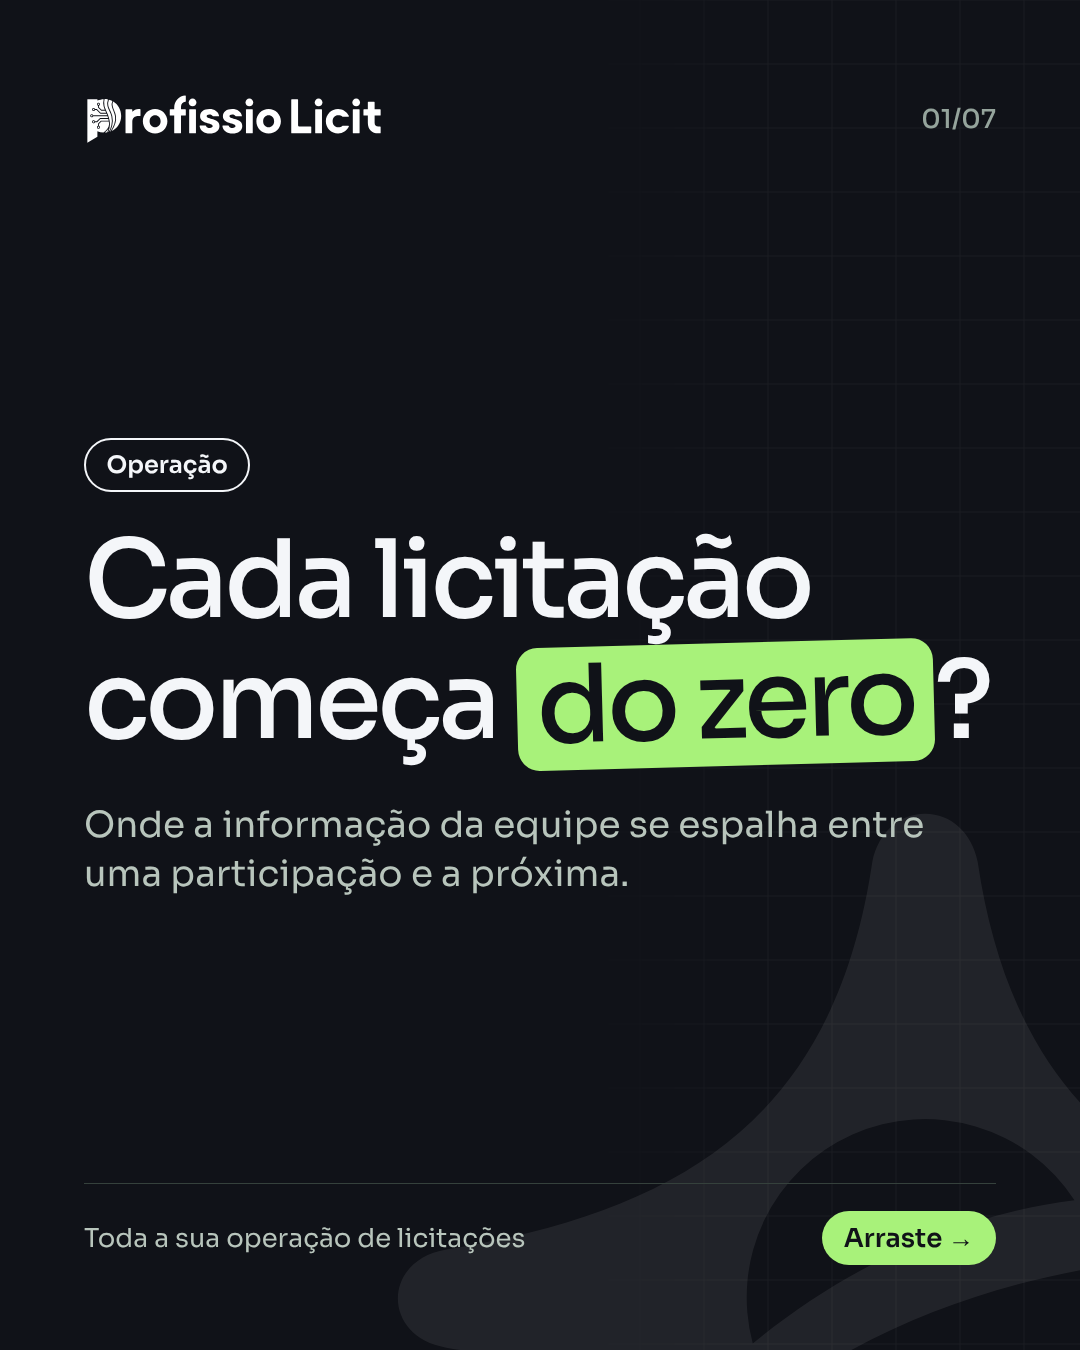 Profissio Licit
01/07
Operação
Cada licitação
começa do zero?
Onde a informação da equipe se espalha entre
uma participação e a próxima.
Toda a sua operação de licitações
Arraste →